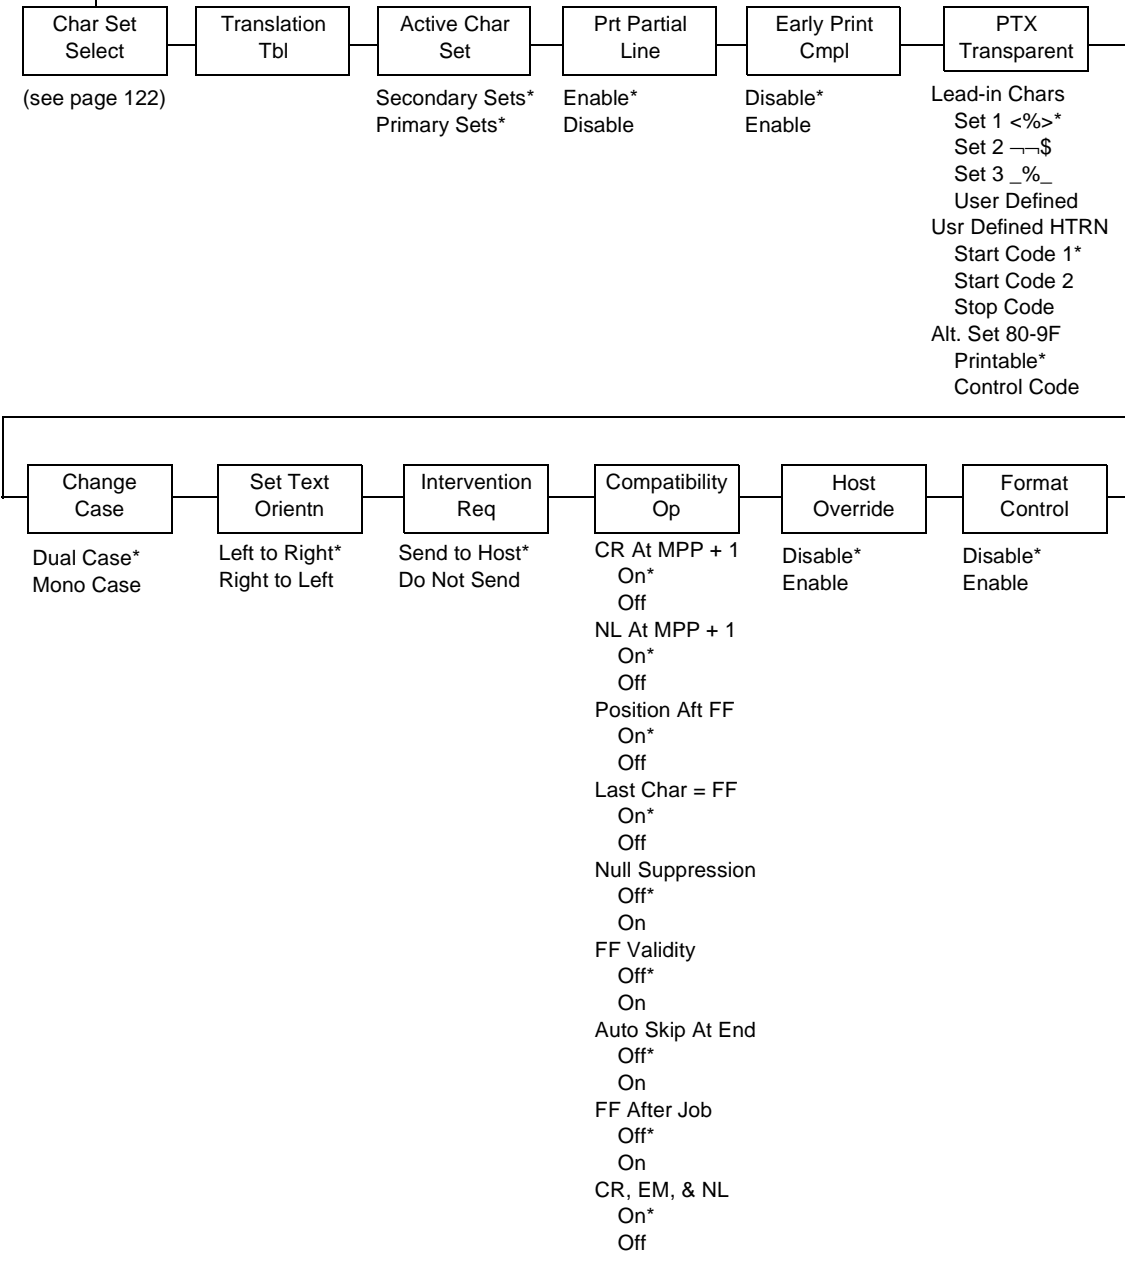 Char Set
Select
(see page 122)
Translation
Tbl
Active Char
Set
Secondary Sets*
Primary Sets*
Prt Partial
Line
Enable*
Disable
Early Print
Cmpl
Disable*
Enable
PTX
Transparent
Lead-in Chars
Set 1 <%>*
Set 2 ¬¬$
Set 3 _%_
User Defined
Usr Defined HTRN
Start Code 1*
Start Code 2
Stop Code
Alt. Set 80-9F
Printable*
Control Code
Change
Case
Dual Case*
Mono Case
Set Text
Orientn
Left to Right*
Right to Left
Intervention
Req
Send to Host*
Do Not Send
Compatibility
Op
CR At MPP + 1
On*
Off
NL At MPP + 1
On*
Off
Position Aft FF
On*
Off
Last Char = FF
On*
Off
Null Suppression
Off*
On
FF Validity
Off*
On
Auto Skip At End
Off*
On
FF After Job
Off*
On
CR, EM, & NL
On*
Off
Host
Override
Disable*
Enable
Format
Control
Disable*
Enable